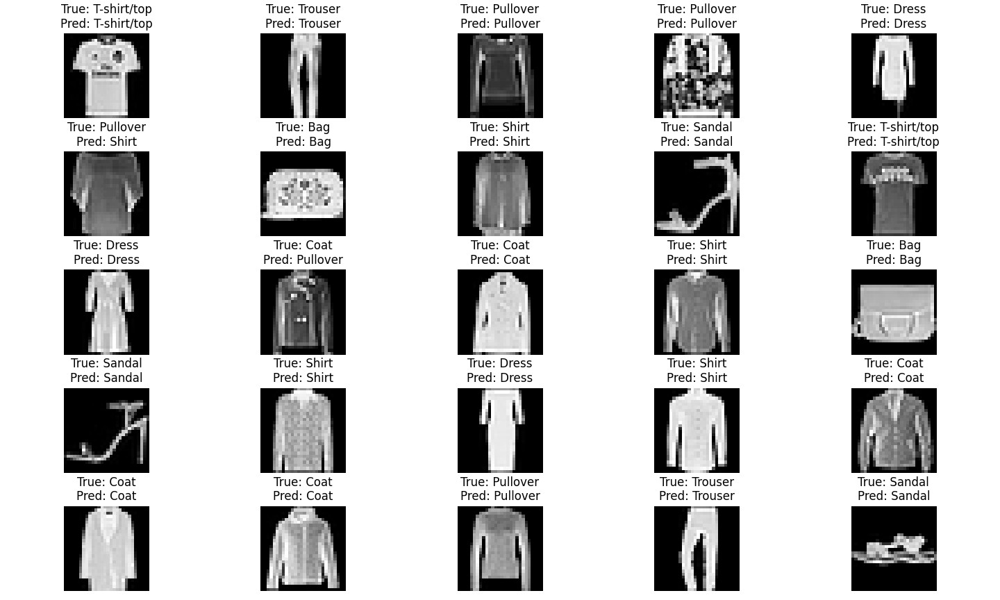 True: T-shirt/top
Pred: T-shirt/top
True: Trouser
Pred: Trouser
True: Pullover
Pred: Pullover
True: Pullover
Pred: Pullover
True: Dress
Pred: Dress
True: Pullover
Pred: Shirt
True: Bag
Pred: Bag
True: Shirt
Pred: Shirt
True: Sandal
Pred: Sandal
True: T-shirt/top
Pred: T-shirt/top
True: Dress
Pred: Dress
True: Coat
Pred: Pullover
True: Coat
Pred: Coat
True: Shirt
Pred: Shirt
True: Bag
Pred: Bag
True: Sandal
Pred: Sandal
True: Shirt
Pred: Shirt
True: Dress
Pred: Dress
True: Shirt
Pred: Shirt
True: Coat
Pred: Coat
True: Coat
Pred: Coat
True: Coat
Pred: Coat
True: Pullover
Pred: Pullover
True: Trouser
Pred: Trouser
True: Sandal
Pred: Sandal